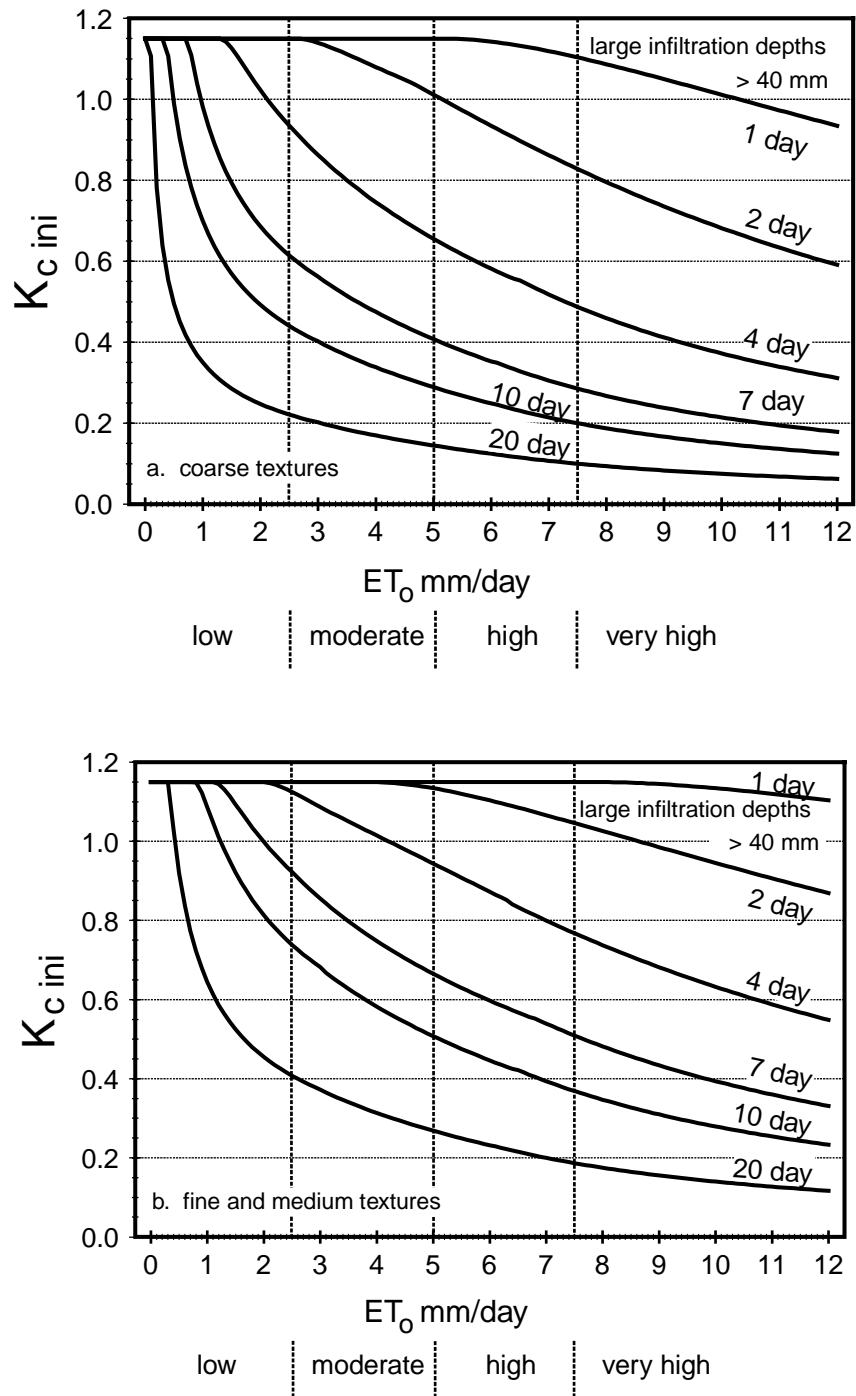 1.2
1.0
0.8
0.6
0.4
0.2
0.0
Kc ini
large infiltration depths
> 40 mm
1 day
2 day
4 day
7 day
10 day
20 day
a. coarse textures
0 1 2 3 4 5 6 7 8 9 10 11 12
ETo mm/day
low moderate high very high
1.2
1.0
0.8
0.6
0.4
0.2
0.0
Kc ini
1 day
large infiltration depths
> 40 mm
2 day
4 day
7 day
10 day
20 day
b. fine and medium textures
0 1 2 3 4 5 6 7 8 9 10 11 12
ETo mm/day
low moderate high very high